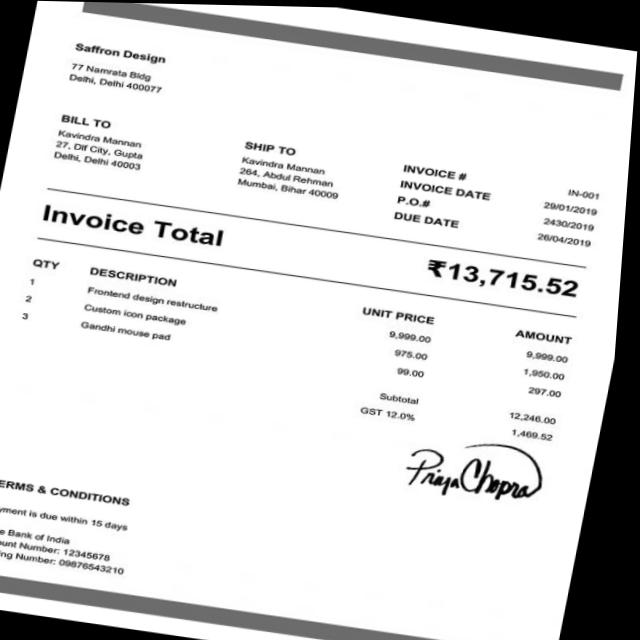 Saffron Design
77 Namrata Bldg
Delhi, Delhi 400077
BILL TO
Kavindra Mannan
27, Dlf City, Gupta
Delhi, Delhi 40003
SHIP TO
Kavindra Mannan
264, Abdul Rehman
Mumbai, Bihar 40009
INVOICE # IN-001
INVOICE DATE 29/01/2019
P.O.# 2430/2019
DUE DATE 26/04/2019
Invoice Total ₹13,715.52
QTY DESCRIPTION UNIT PRICE AMOUNT
1 Frontend design restructure 9,999.00 9,999.00
2 Custom icon package 975.00 1,950.00
3 Gandhi mouse pad 99.00 297.00
Subtotal 12,246.00
GST 12.0% 1,469.52
Priya Chopra
ERMS & CONDITIONS
yment is due within 15 days
e Bank of India
ount Number: 12345678
ing Number: 09876543210